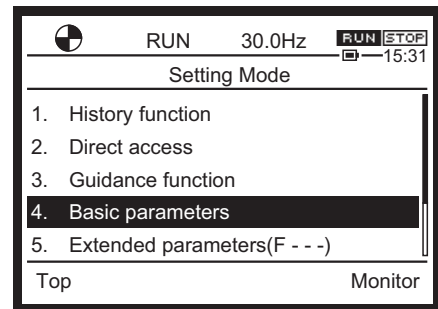 RUN 30.0Hz RUN STOP
15:31
Setting Mode
1. History function
2. Direct access
3. Guidance function
4. Basic parameters
5. Extended parameters(F - - -)
Top Monitor